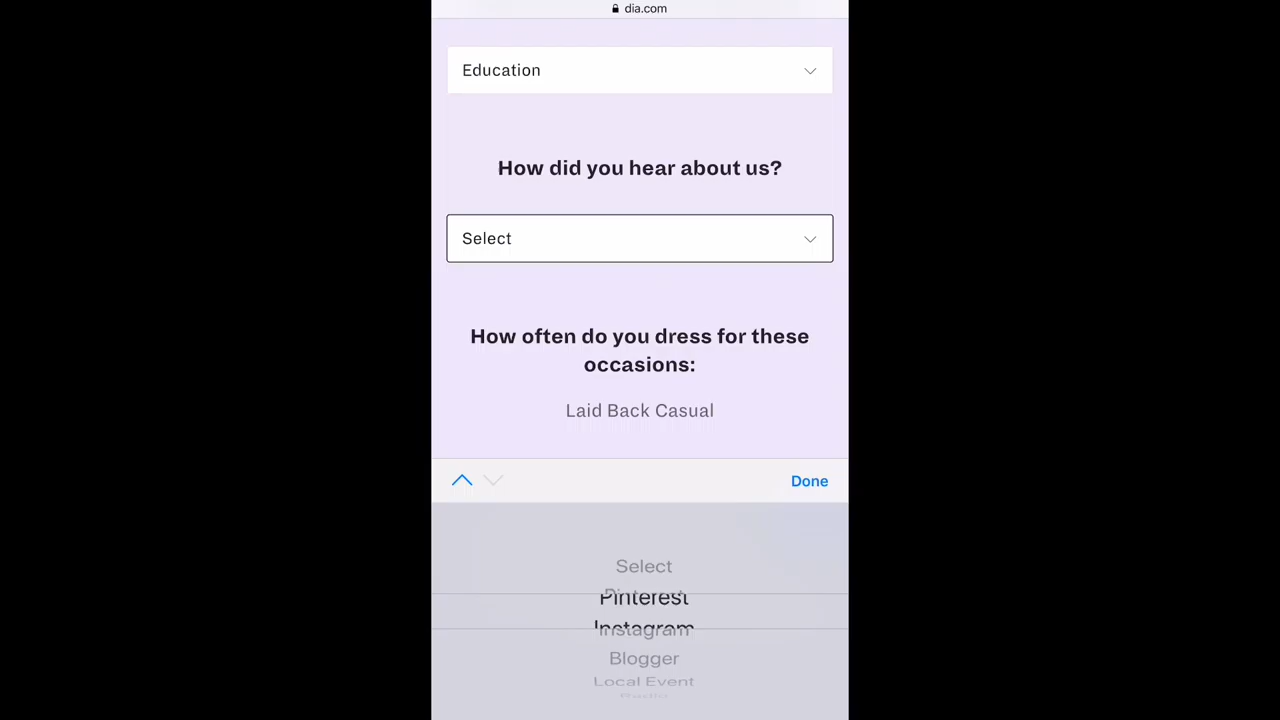 dia.com
Education
How did you hear about us?
Select
How often do you dress for these
occasions:
Laid Back Casual
Done
Select
Pinterest
Instagram
Blogger
Local Event